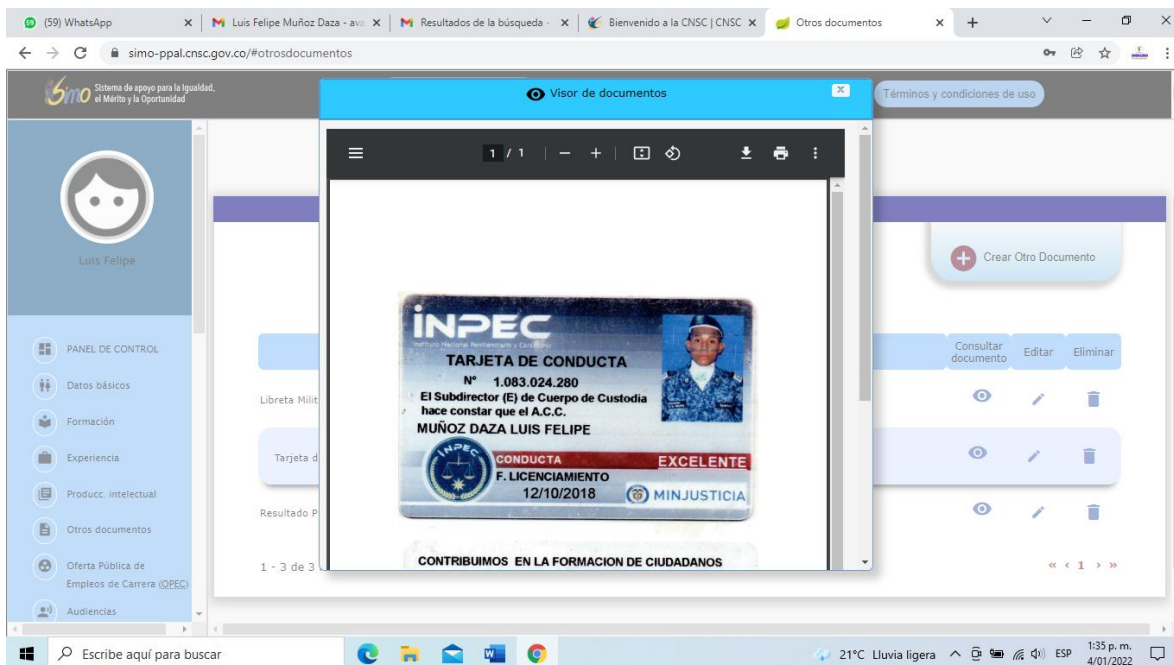 (59) WhatsApp
Luis Felipe Muñoz Daza - ava
Resultados de la búsqueda -
Bienvenido a la CNSC | CNSC
Otros documentos
simo-ppal.cnsc.gov.co/#otrosdocumentos
Simo Sistema de apoyo para la Igualdad,
el Mérito y la Oportunidad
Visor de documentos
x
Términos y condiciones de uso
1 / 1
Luis Felipe
Crear Otro Documento
PANEL DE CONTROL
Datos básicos
Formación
Experiencia
Producc. intelectual
Otros documentos
Oferta Pública de
Empleos de Carrera (OPEC)
Audiencias
Consultar
documento
Editar
Eliminar
Libreta Milit
Tarjeta d
Resultado P
1 - 3 de 3
« ‹ 1 › »
INPEC
Instituto Nacional Penitenciario y Carcelario
TARJETA DE CONDUCTA
N° 1.083.024.280
El Subdirector (E) de Cuerpo de Custodia
hace constar que el A.C.C.
MUÑOZ DAZA LUIS FELIPE
INPEC
CONDUCTA EXCELENTE
F. LICENCIAMIENTO
12/10/2018
MINJUSTICIA
CONTRIBUIMOS EN LA FORMACION DE CIUDADANOS
Escribe aquí para buscar
21°C Lluvia ligera
ESP
1:35 p. m.
4/01/2022